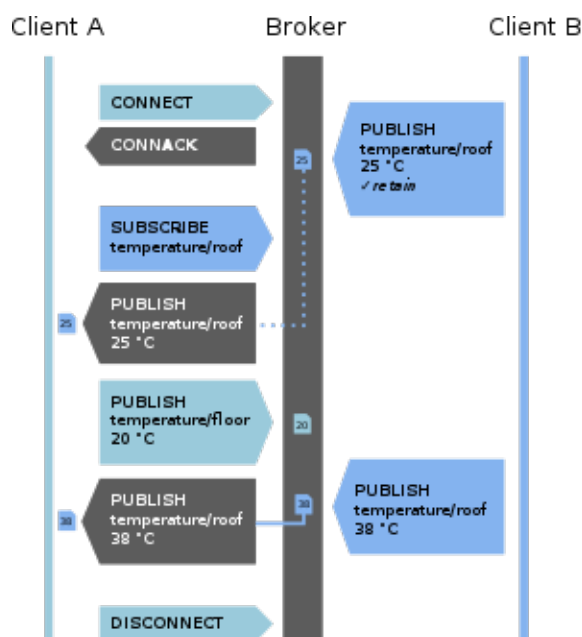 Client A
Broker
Client B
CONNECT
CONNACK
PUBLISH
temperature/roof
25 °C
✓retain
25
SUBSCRIBE
temperature/roof
PUBLISH
temperature/roof
25 °C
25
PUBLISH
temperature/floor
20 °C
20
PUBLISH
temperature/roof
38 °C
38
38
PUBLISH
temperature/roof
38 °C
DISCONNECT